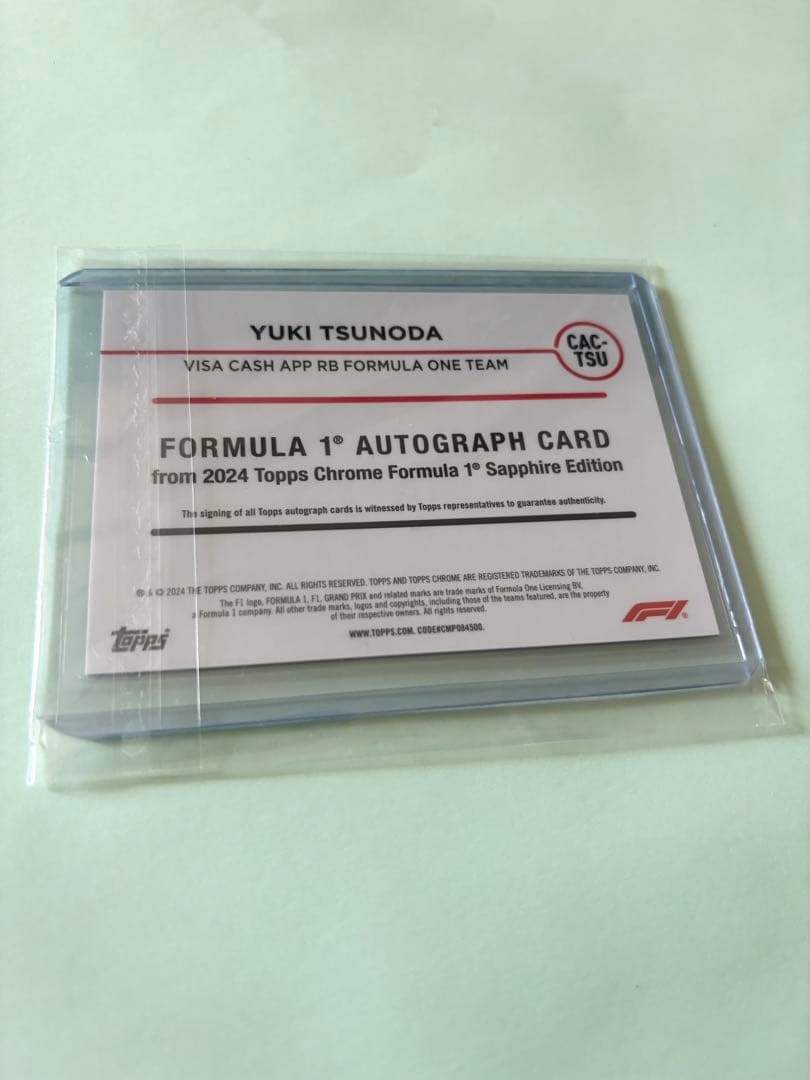 YUKI TSUNODA
CAC-
TSU
VISA CASH APP RB FORMULA ONE TEAM
FORMULA 1® AUTOGRAPH CARD
from 2024 Topps Chrome Formula 1® Sapphire Edition
The signing of all Topps autograph cards is witnessed by Topps representatives to guarantee authenticity.
® & © 2024 THE TOPPS COMPANY, INC. ALL RIGHTS RESERVED. TOPPS AND TOPPS CHROME ARE REGISTERED TRADEMARKS OF THE TOPPS COMPANY, INC.
The F1 logo, FORMULA 1, F1, GRAND PRIX and related marks are trade marks of Formula One Licensing BV,
a Formula 1 company. All other trade marks, logos and copyrights, including those of the teams featured, are the property
of their respective owners. All rights reserved.
WWW.TOPPS.COM. CODE#CMP084500.
topps
F1®